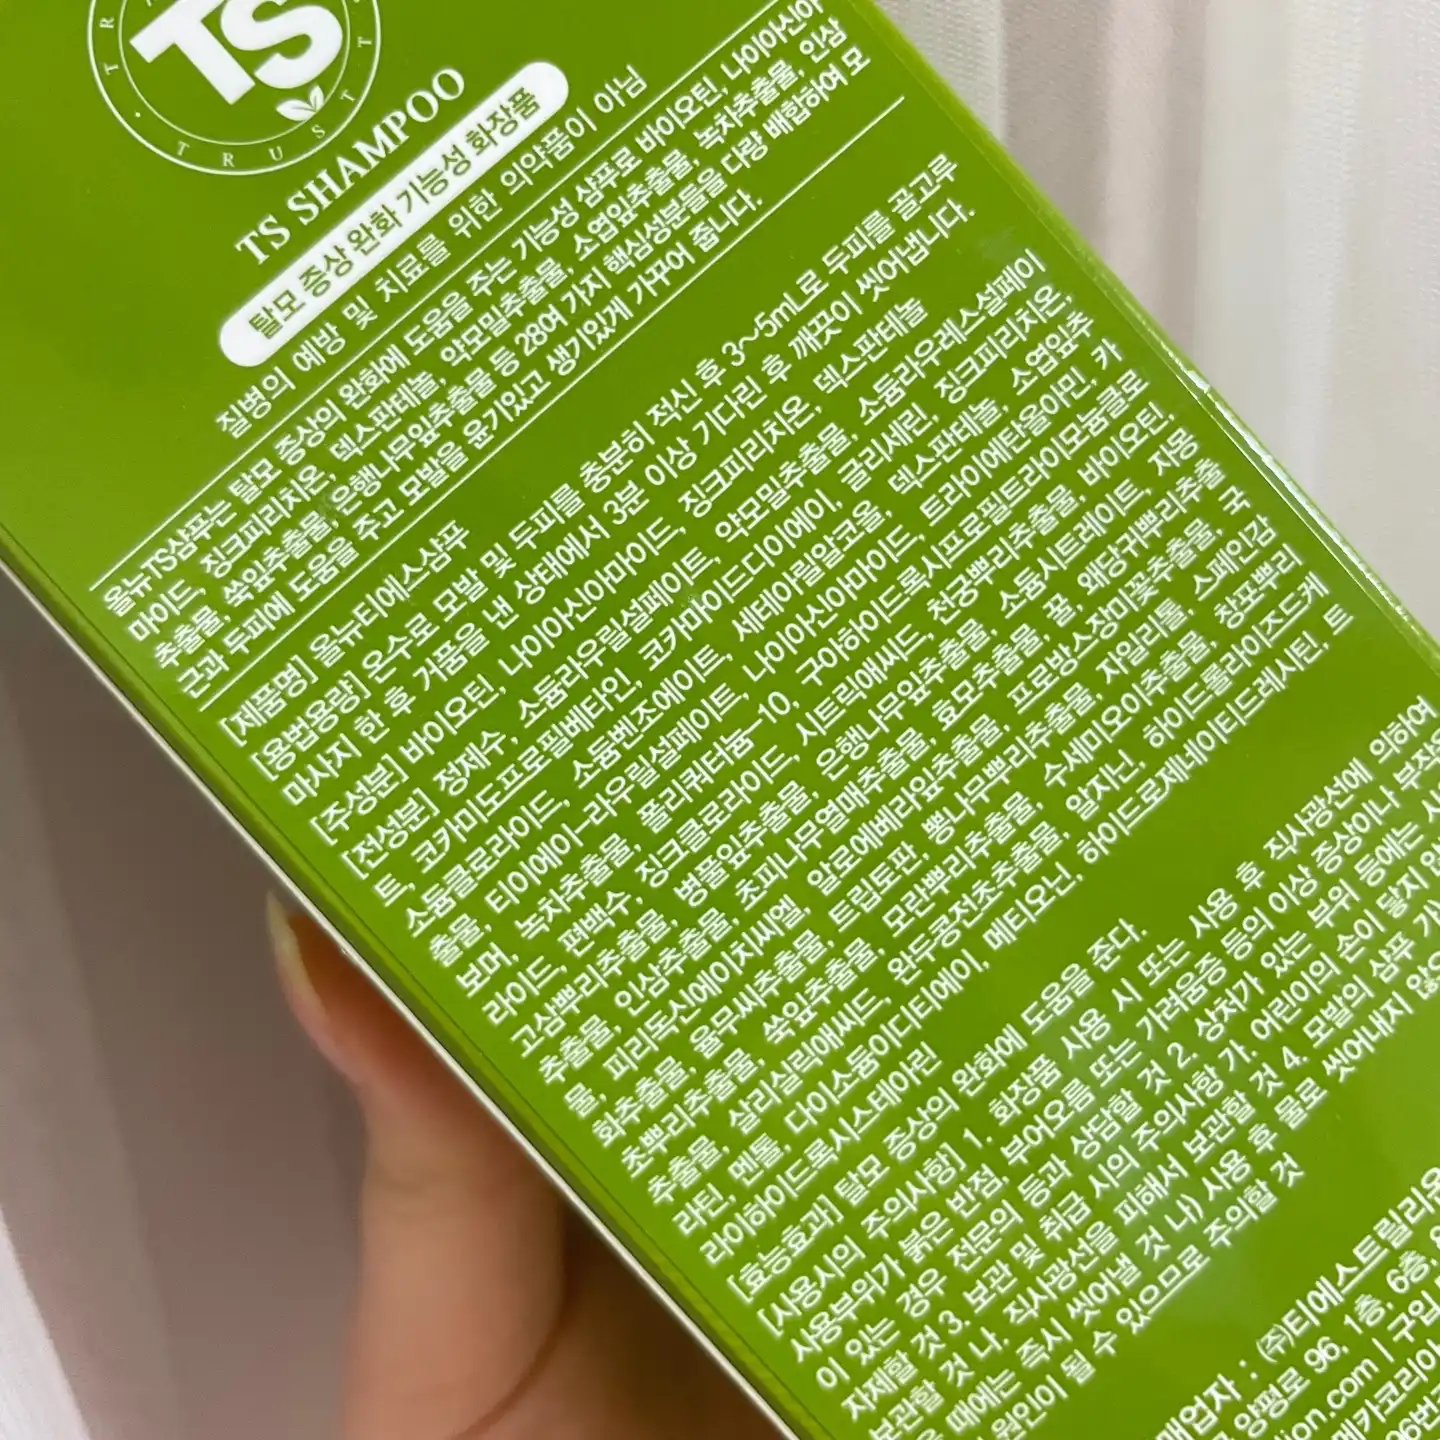 TS
TRUST
TS SHAMPOO
탈모 증상 완화 기능성 화장품
질병의 예방 및 치료를 위한 의약품이 아님
올뉴TS샴푸는 탈모 증상의 완화에 도움을 주는 기능성 샴푸로 바이오틴, 나이아신아
마이드, 징크피리치온, 덱스판테놀, 약모밀추출물, 소엽잎추출물, 녹차추출물, 인삼
추출물, 쑥잎추출물, 은행나무잎추출물 등 28여 가지 핵심성분들을 다량 배합하여 모
근과 두피에 도움을 주고 모발을 윤기있고 생기있게 가꾸어 줍니다.
[제품명] 올뉴티에스샴푸
[용법용량] 온수로 모발 및 두피를 충분히 적신 후 3~5mL로 두피를 골고루
마사지 한 후 거품을 낸 상태에서 3분 이상 기다린 후 깨끗이 씻어냅니다.
[주성분] 바이오틴, 나이아신아마이드, 징크피리치온, 덱스판테놀
[전성분] 정제수, 소듐라우릴설페이트, 약모밀추출물, 소듐라우레스설페이
트, 코카미도프로필베타인, 코카마이드디이에이, 글리세린, 징크피리치온,
소듐클로라이드, 소듐벤조에이트, 세테아릴알코올, 덱스판테놀, 소엽잎추
출물, 티이에이-라우릴설페이트, 나이아신아마이드, 트라이에탄올아민, 카
보머, 녹차추출물, 폴리쿼터늄-10, 구아하이드록시프로필트라이모늄클로
라이드, 편백수, 징크클로라이드, 시트릭애씨드, 천궁뿌리추출물, 바이오틴,
고삼뿌리추출물, 병풀잎추출물, 은행나무잎추출물, 소듐시트레이트, 자몽
추출물, 인삼추출물, 초피나무열매추출물, 효모추출물, 꿀, 왜당귀뿌리추출
물, 피리독신에이치씨엘, 알로에베라잎추출물, 프로방스장미꽃추출물, 국
화추출물, 율무씨추출물, 트립토판, 뽕나무뿌리추출물, 자일리톨, 스페인감
초뿌리추출물, 쑥잎추출물, 모란뿌리추출물, 수세미오이추출물, 창포뿌리
추출물, 살리실릭애씨드, 완두콩전초추출물, 알지닌, 하이드롤라이즈드케
라틴, 멘톨, 다이소듐이디티에이, 메티오닌, 하이드로제네이티드레시틴, 트
라이하이드록시스테아린
[효능효과] 탈모 증상의 완화에 도움을 준다.
[사용시의 주의사항] 1. 화장품 사용 시 또는 사용 후 직사광선에 의하여
사용부위가 붉은 반점, 부어오름 또는 가려움증 등의 이상 증상이나 부작
이 있는 경우 전문의 등과 상담할 것 2. 상처가 있는 부위 등에는
자제할 것 3. 보관 및 취급 시의 주의사항 가. 어린이의 손이 닿지
보관할 것 나. 직사광선을 피해서 보관할 것 4. 모발의 샴푸
때에는 즉시 씻어낼 것 나) 사용 후 물로 씻어내지
원인이 될 수 있으므로 주의할 것
매업자 : (주)티에스트릴리
양평로 96, 1층, 6층,
lion.com | 구입
메카코리아